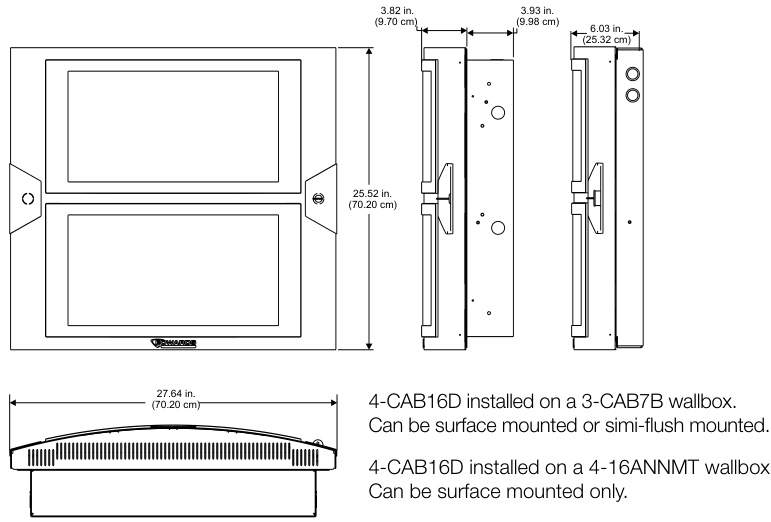 3.82 in.
(9.70 cm)
3.93 in.
(9.98 cm)
6.03 in.
(25.32 cm)
25.52 in.
(70.20 cm)
EDWARDS
27.64 in.
(70.20 cm)
4-CAB16D installed on a 3-CAB7B wallbox.
Can be surface mounted or simi-flush mounted.
4-CAB16D installed on a 4-16ANNMT wallbox
Can be surface mounted only.